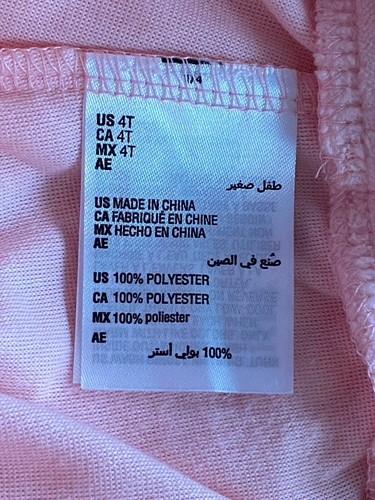 US 4T
CA 4T
MX 4T
AE
طفل صغير
US MADE IN CHINA
CA FABRIQUÉ EN CHINE
MX HECHO EN CHINA
AE
صُنع في الصين
US 100% POLYESTER
CA 100% POLYESTER
MX 100% poliester
AE
100% بولي أستر